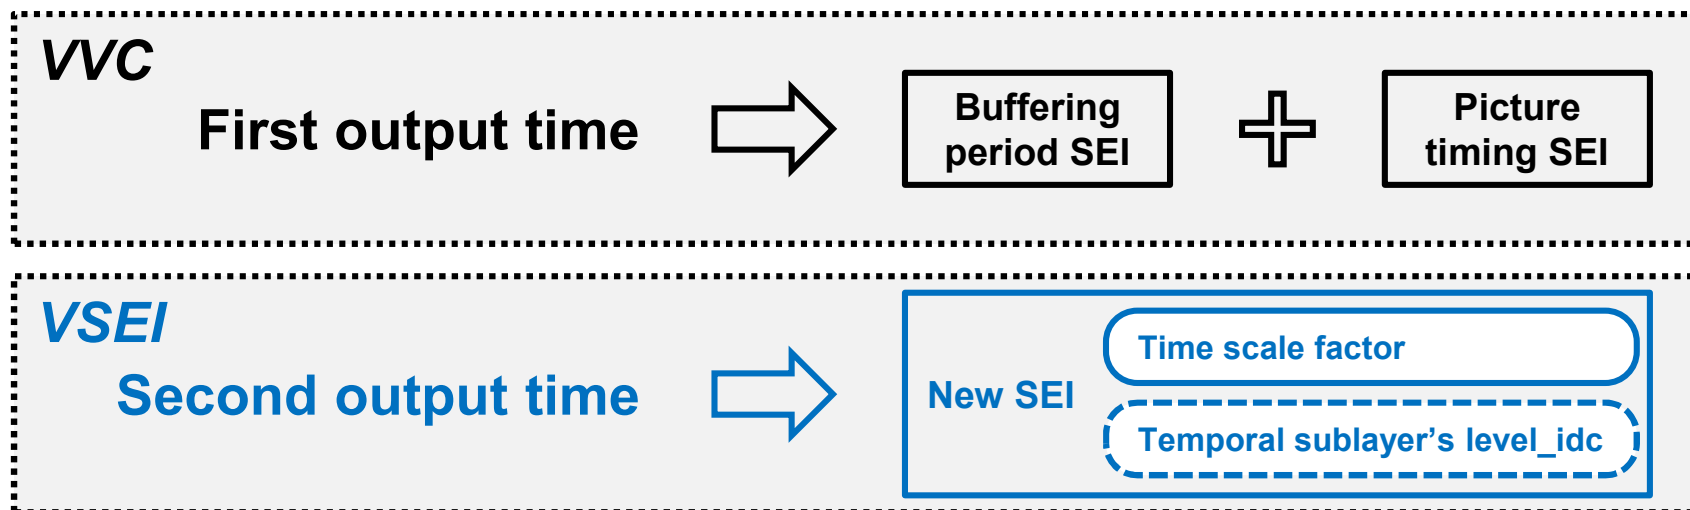 VVC
First output time
Buffering
period SEI
Picture
timing SEI
VSEI
Second output time
New SEI
Time scale factor
Temporal sublayer’s level_idc